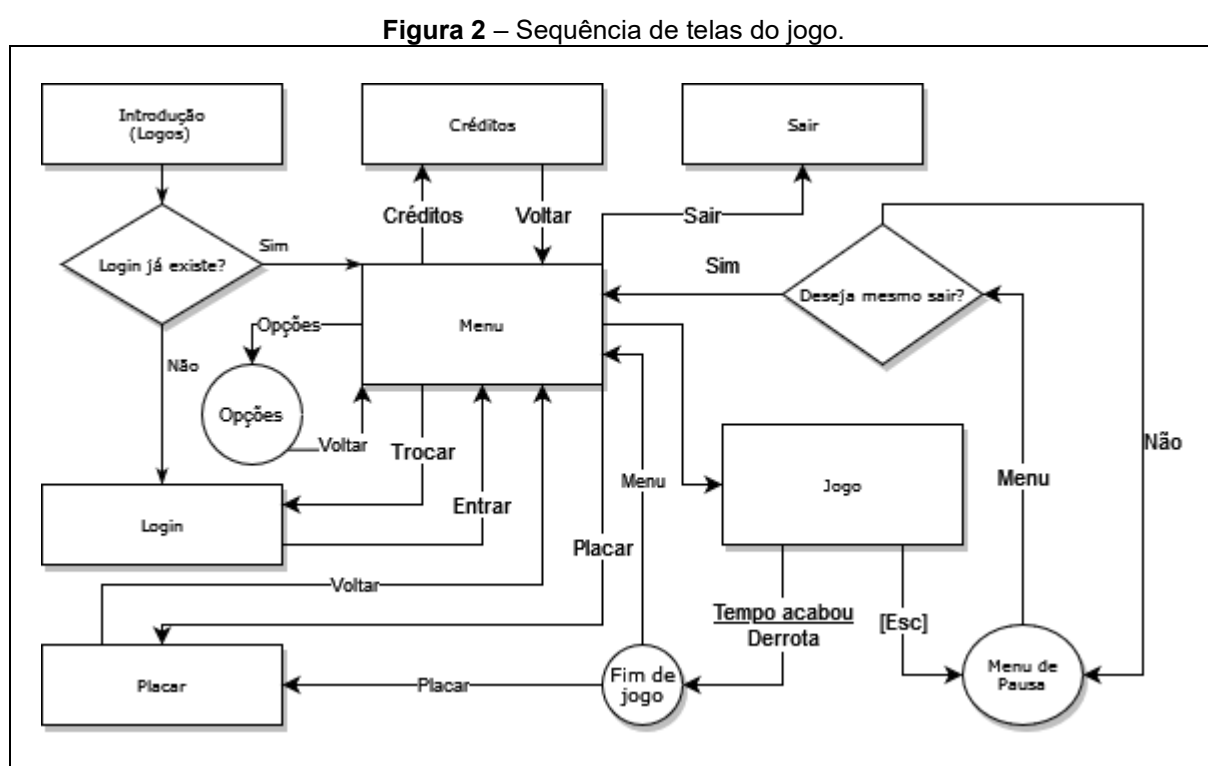 Figura 2 – Sequência de telas do jogo.
Introdução
(Logos)
Créditos
Sair
Créditos
Voltar
Sair
Login já existe?
Sim
Sim
Deseja mesmo sair?
Opções
Menu
Não
Opções
Voltar
Trocar
Menu
Jogo
Menu
Não
Login
Entrar
Placar
Voltar
Tempo acabou
Derrota
[Esc]
Placar
Placar
Fim de
jogo
Menu de
Pausa